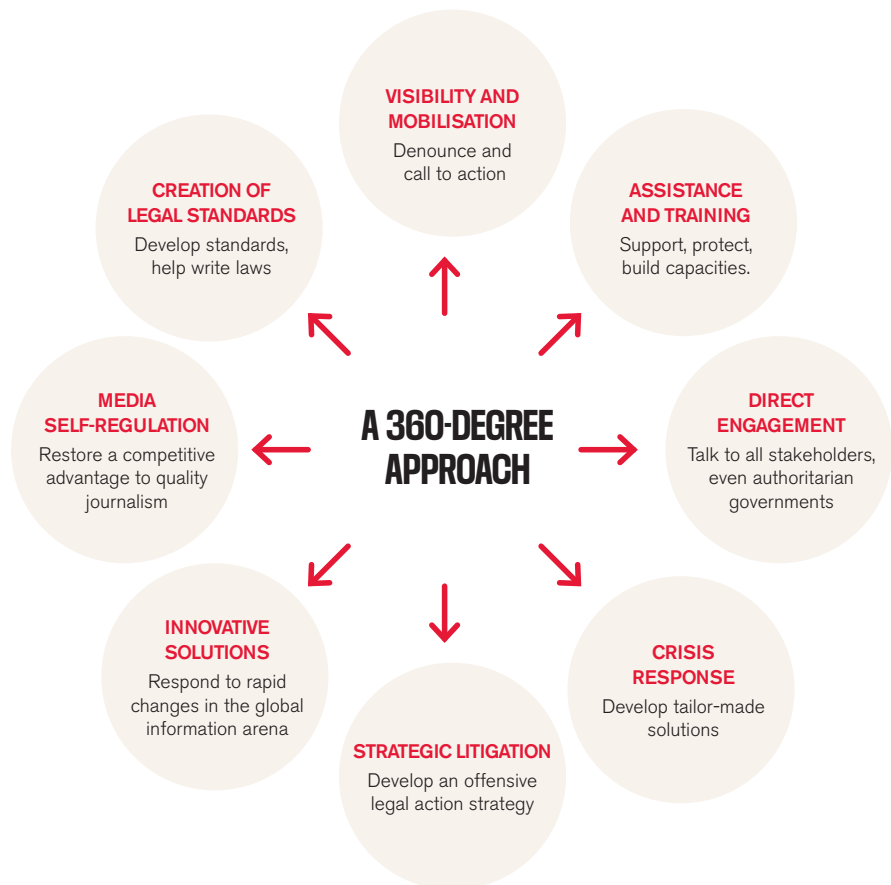 VISIBILITY AND
MOBILISATION
Denounce and
call to action
ASSISTANCE
AND TRAINING
Support, protect,
build capacities.
DIRECT
ENGAGEMENT
Talk to all stakeholders,
even authoritarian
governments
CRISIS
RESPONSE
Develop tailor-made
solutions
STRATEGIC LITIGATION
Develop an offensive
legal action strategy
INNOVATIVE
SOLUTIONS
Respond to rapid
changes in the global
information arena
MEDIA
SELF-REGULATION
Restore a competitive
advantage to quality
journalism
CREATION OF
LEGAL STANDARDS
Develop standards,
help write laws
A 360-DEGREE
APPROACH